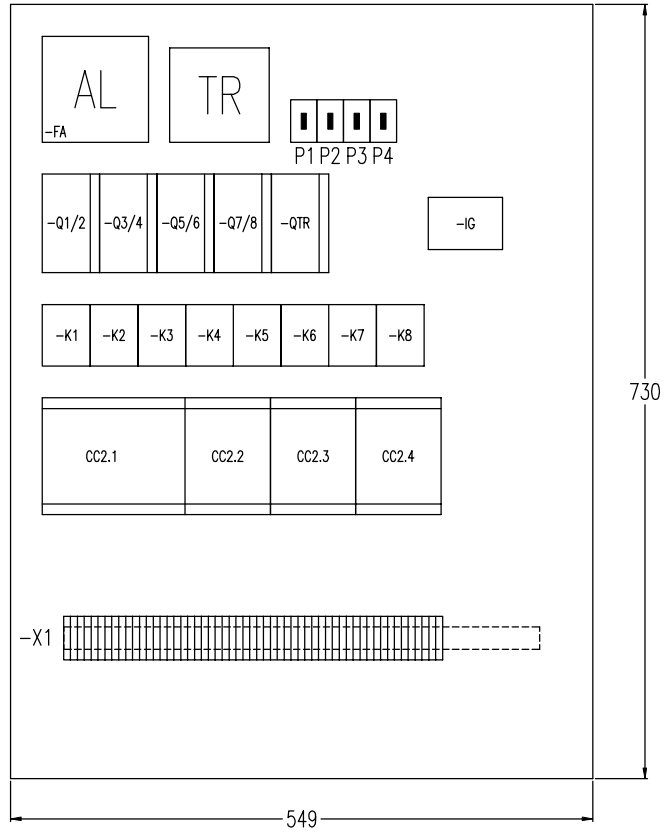 AL
TR
-FA
P1 P2 P3 P4
-Q1/2 -Q3/4 -Q5/6 -Q7/8 -QTR
-IG
-K1 -K2 -K3 -K4 -K5 -K6 -K7 -K8
730
CC2.1 CC2.2 CC2.3 CC2.4
-X1
549